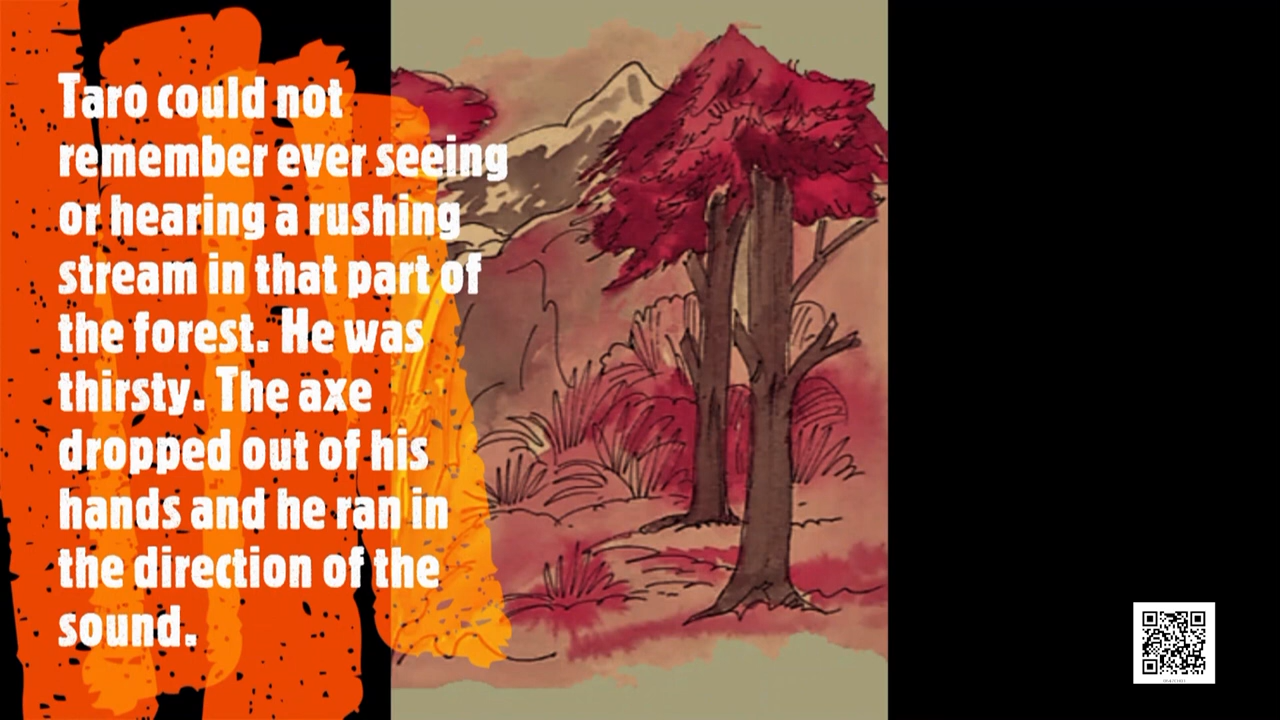 Taro could not
remember ever seeing
or hearing a rushing
stream in that part of
the forest. He was
thirsty. The axe
dropped out of his
hands and he ran in
the direction of the
sound.